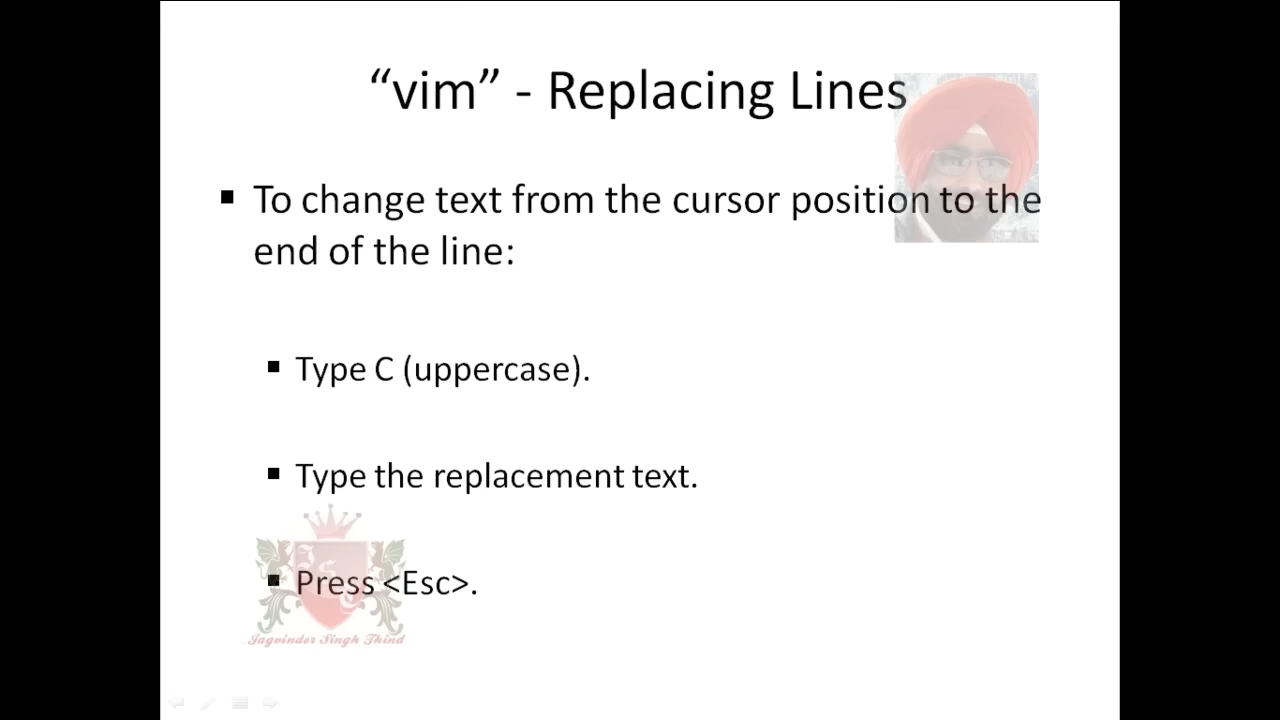 “vim” - Replacing Lines
▪ To change text from the cursor position to the
end of the line:
▪ Type C (uppercase).
▪ Type the replacement text.
▪ Press <Esc>.
Jagvinder Singh Thind